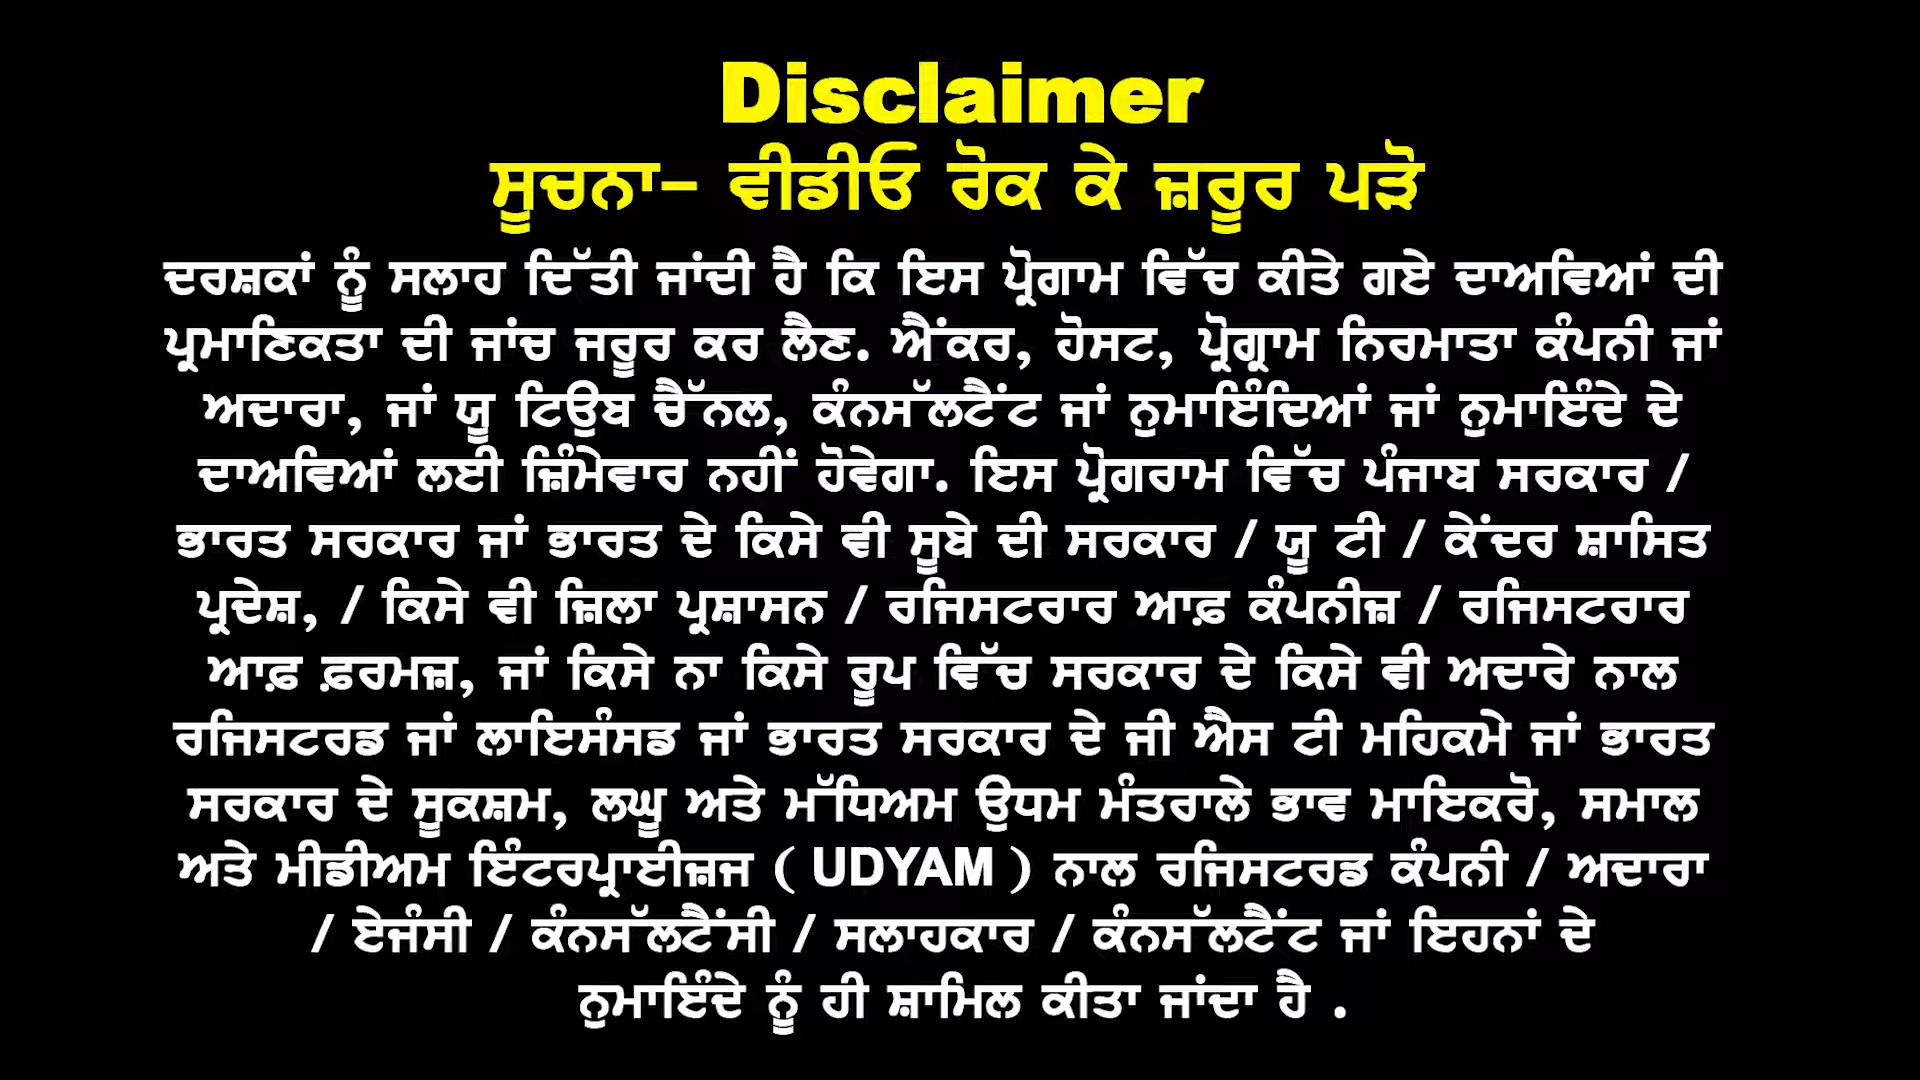 Disclaimer
ਸੂਚਨਾ- ਵੀਡੀਓ ਰੋਕ ਕੇ ਜ਼ਰੂਰ ਪੜੋ
ਦਰਸ਼ਕਾਂ ਨੂੰ ਸਲਾਹ ਦਿੱਤੀ ਜਾਂਦੀ ਹੈ ਕਿ ਇਸ ਪ੍ਰੋਗਾਮ ਵਿੱਚ ਕੀਤੇ ਗਏ ਦਾਅਵਿਆਂ ਦੀ
ਪ੍ਰਮਾਣਿਕਤਾ ਦੀ ਜਾਂਚ ਜਰੂਰ ਕਰ ਲੈਣ. ਐਂਕਰ, ਹੋਸਟ, ਪ੍ਰੋਗ੍ਰਾਮ ਨਿਰਮਾਤਾ ਕੰਪਨੀ ਜਾਂ
ਅਦਾਰਾ, ਜਾਂ ਯੂ ਟਿਊਬ ਚੈੱਨਲ, ਕੰਨਸੱਲਟੈਂਟ ਜਾਂ ਨੁਮਾਇੰਦਿਆਂ ਜਾਂ ਨੁਮਾਇੰਦੇ ਦੇ
ਦਾਅਵਿਆਂ ਲਈ ਜ਼ਿੰਮੇਵਾਰ ਨਹੀਂ ਹੋਵੇਗਾ. ਇਸ ਪ੍ਰੋਗਰਾਮ ਵਿੱਚ ਪੰਜਾਬ ਸਰਕਾਰ /
ਭਾਰਤ ਸਰਕਾਰ ਜਾਂ ਭਾਰਤ ਦੇ ਕਿਸੇ ਵੀ ਸੂਬੇ ਦੀ ਸਰਕਾਰ / ਯੂ ਟੀ / ਕੇਂਦਰ ਸ਼ਾਸਿਤ
ਪ੍ਰਦੇਸ਼, / ਕਿਸੇ ਵੀ ਜ਼ਿਲਾ ਪ੍ਰਸ਼ਾਸਨ / ਰਜਿਸਟਰਾਰ ਆਫ਼ ਕੰਪਨੀਜ਼ / ਰਜਿਸਟਰਾਰ
ਆਫ਼ ਫ਼ਰਮਜ਼, ਜਾਂ ਕਿਸੇ ਨਾ ਕਿਸੇ ਰੂਪ ਵਿੱਚ ਸਰਕਾਰ ਦੇ ਕਿਸੇ ਵੀ ਅਦਾਰੇ ਨਾਲ
ਰਜਿਸਟਰਡ ਜਾਂ ਲਾਇਸੰਸਡ ਜਾਂ ਭਾਰਤ ਸਰਕਾਰ ਦੇ ਜੀ ਐਸ ਟੀ ਮਹਿਕਮੇ ਜਾਂ ਭਾਰਤ
ਸਰਕਾਰ ਦੇ ਸੂਕਸ਼ਮ, ਲਘੂ ਅਤੇ ਮੱਧਿਅਮ ਉਧਮ ਮੰਤਰਾਲੇ ਭਾਵ ਮਾਇਕਰੋ, ਸਮਾਲ
ਅਤੇ ਮੀਡੀਅਮ ਇੰਟਰਪ੍ਰਾਈਜ਼ਜ ( UDYAM ) ਨਾਲ ਰਜਿਸਟਰਡ ਕੰਪਨੀ / ਅਦਾਰਾ
/ ਏਜੰਸੀ / ਕੰਨਸੱਲਟੈਂਸੀ / ਸਲਾਹਕਾਰ / ਕੰਨਸੱਲਟੈਂਟ ਜਾਂ ਇਹਨਾਂ ਦੇ
ਨੁਮਾਇੰਦੇ ਨੂੰ ਹੀ ਸ਼ਾਮਿਲ ਕੀਤਾ ਜਾਂਦਾ ਹੈ .